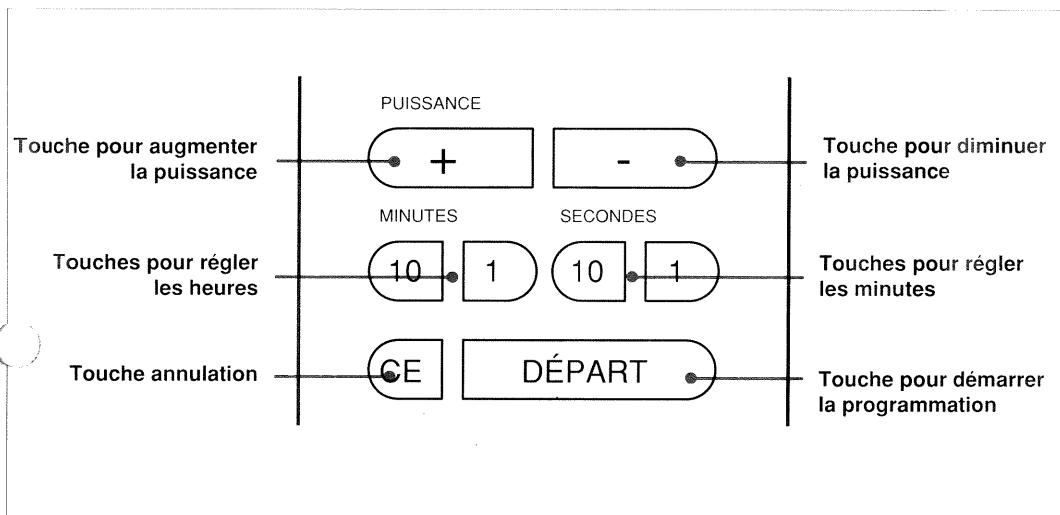 PUISSANCE
Touche pour augmenter
la puissance
+ -
Touche pour diminuer
la puissance
MINUTES SECONDES
Touches pour régler
les heures
10 1 10 1
Touches pour régler
les minutes
Touche annulation
CE DÉPART
Touche pour démarrer
la programmation